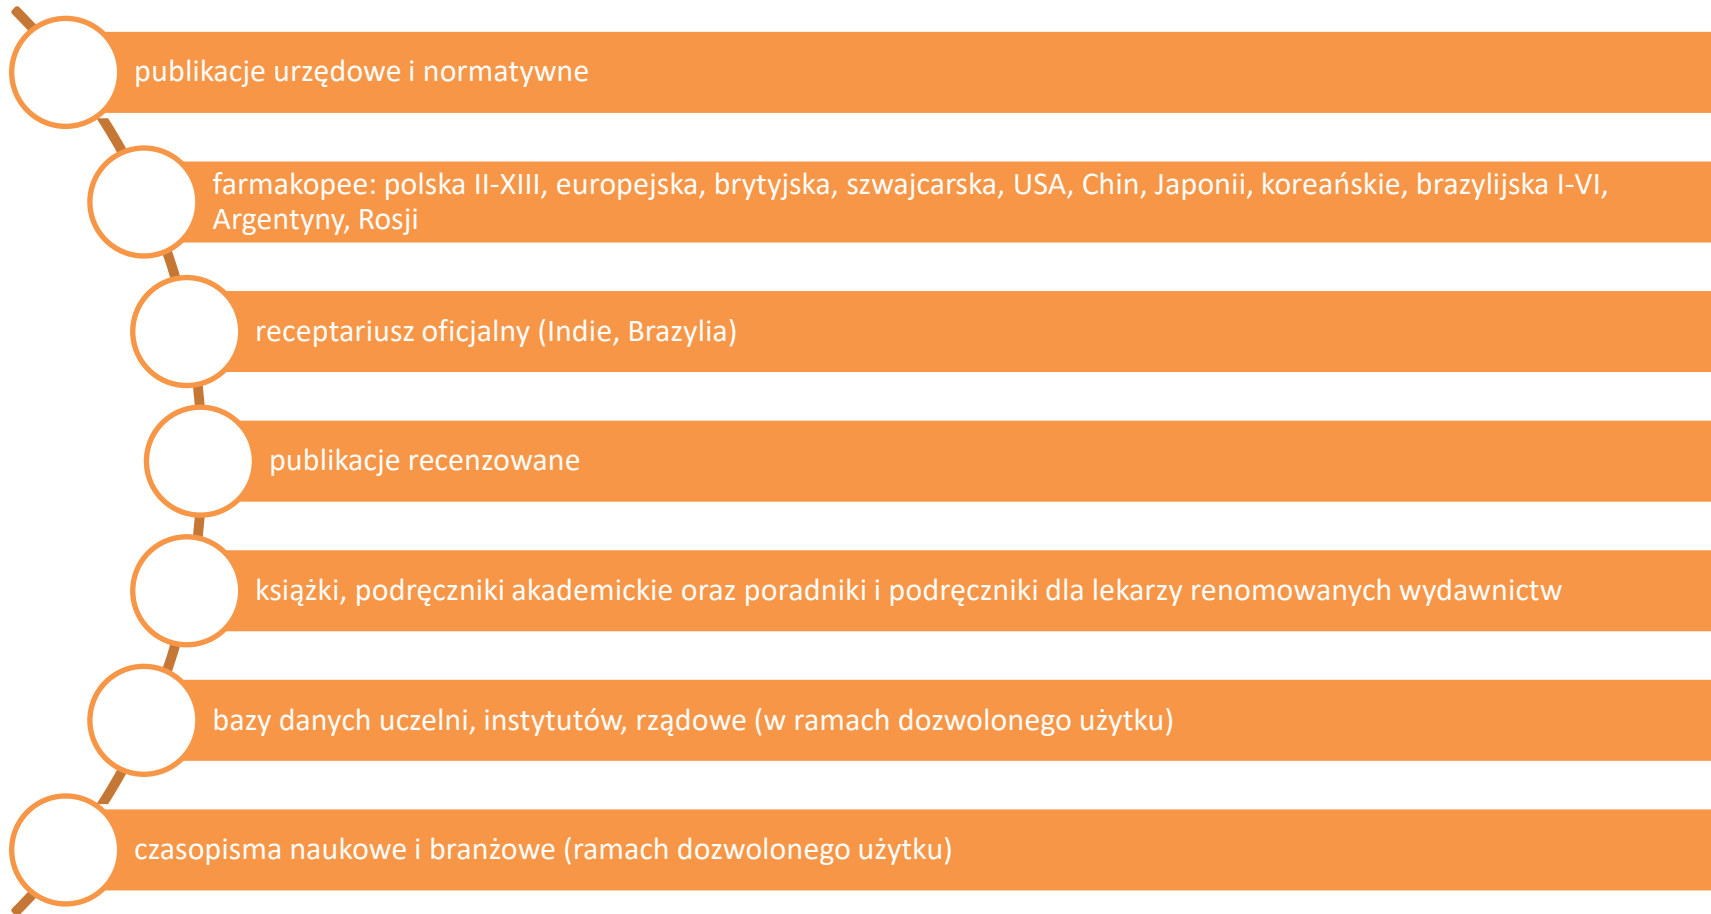 publikacje urzędowe i normatywne
farmakopee: polska II-XIII, europejska, brytyjska, szwajcarska, USA, Chin, Japonii, koreańskie, brazylijska I-VI,
Argentyny, Rosji
receptariusz oficjalny (Indie, Brazylia)
publikacje recenzowane
książki, podręczniki akademickie oraz poradniki i podręczniki dla lekarzy renomowanych wydawnictw
bazy danych uczelni, instytutów, rządowe (w ramach dozwolonego użytku)
czasopisma naukowe i branżowe (ramach dozwolonego użytku)